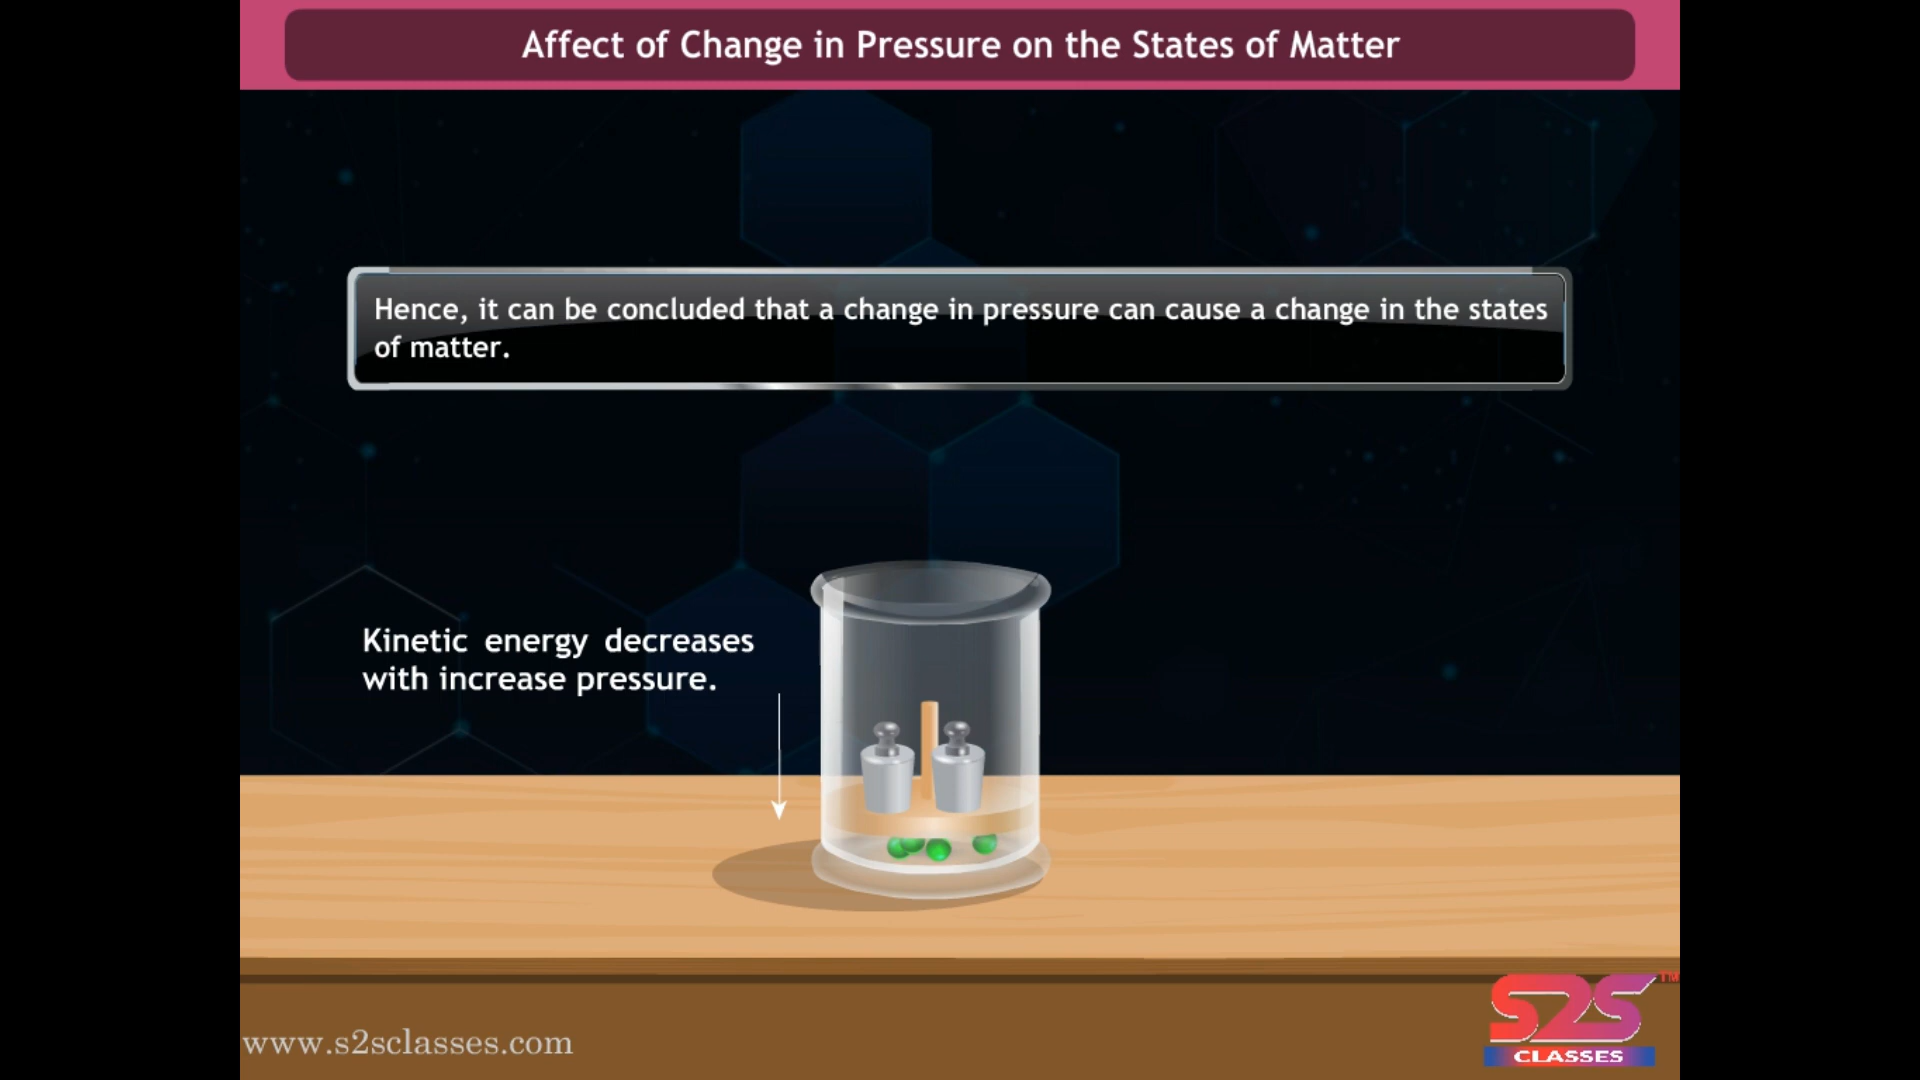 Affect of Change in Pressure on the States of Matter
Hence, it can be concluded that a change in pressure can cause a change in the states
of matter.
Kinetic energy decreases
with increase pressure.
S2S TM
CLASSES
www.s2sclasses.com